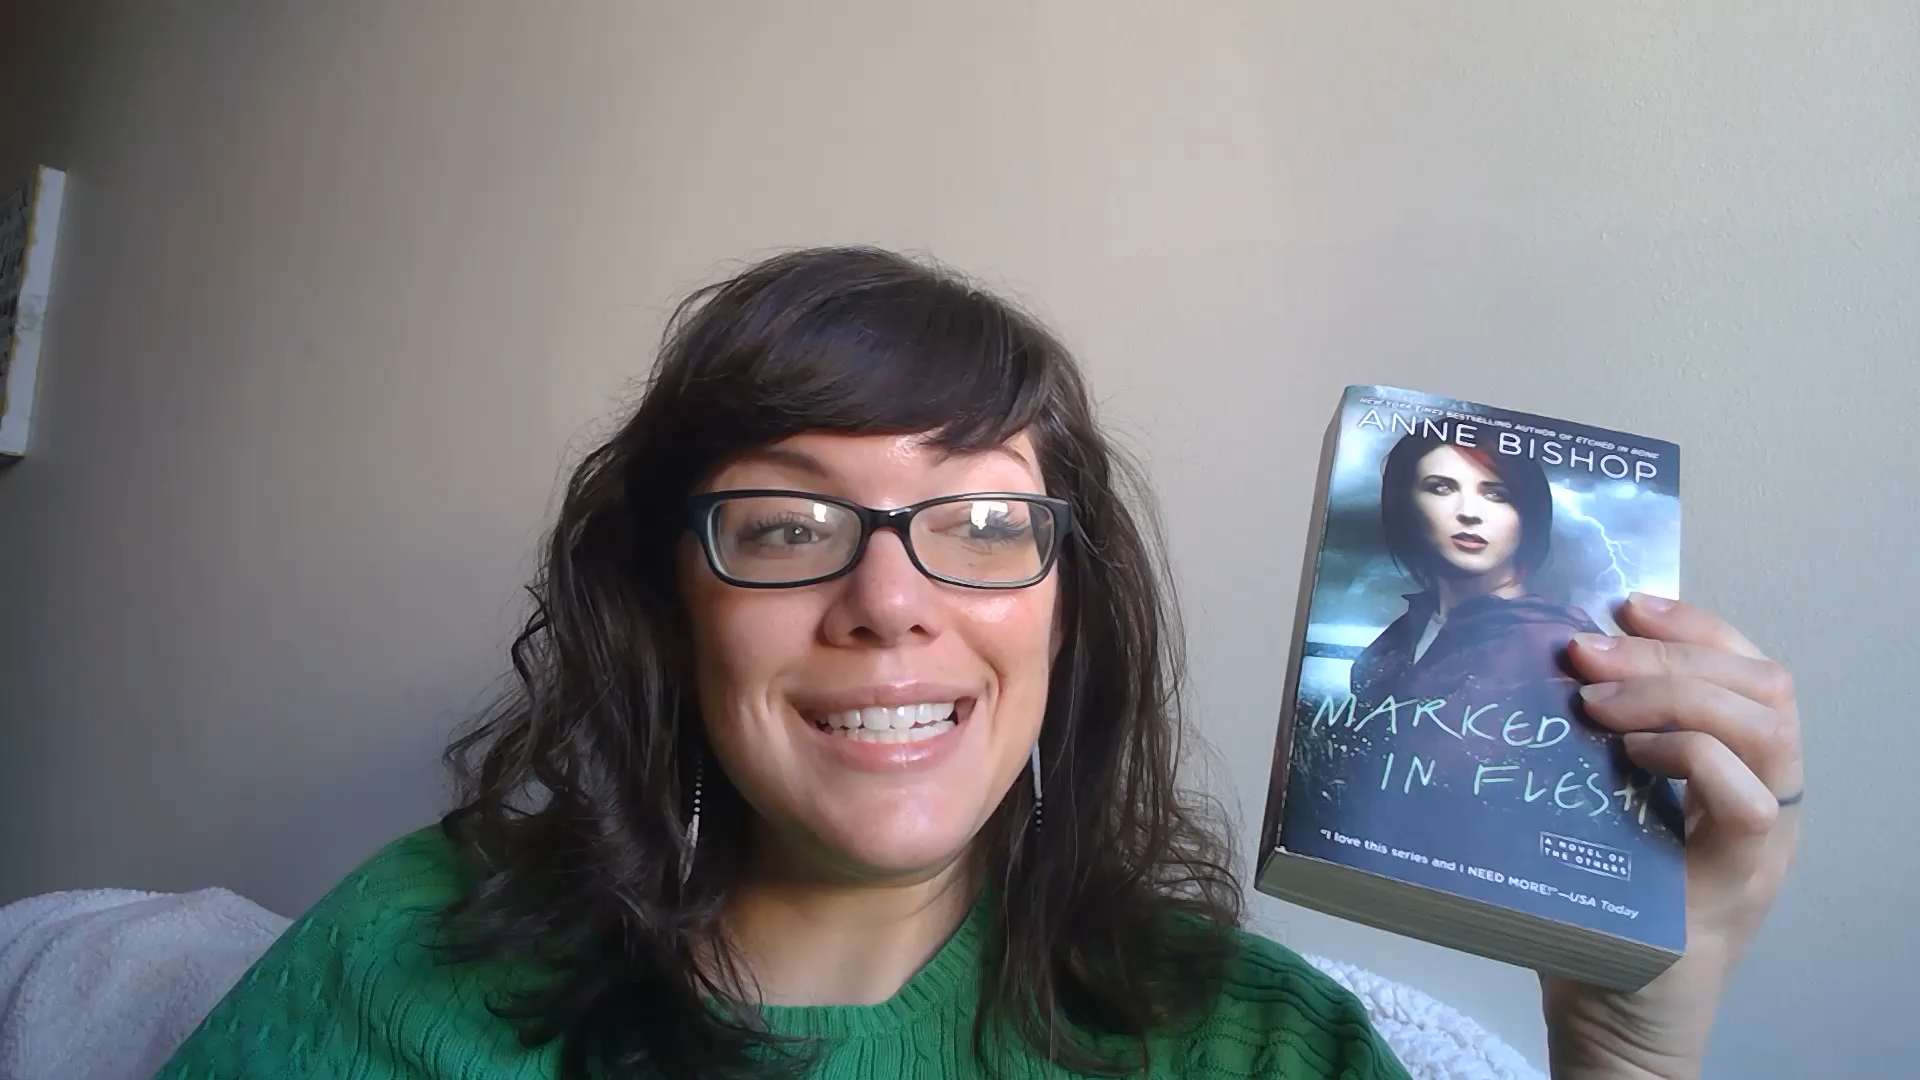 NEW YORK TIMES BESTSELLING AUTHOR OF ETCHED IN BONE
ANNE BISHOP
MARKED
IN FLESH
A NOVEL OF
THE OTHERS
"I love this series and I NEED MORE!"—USA Today